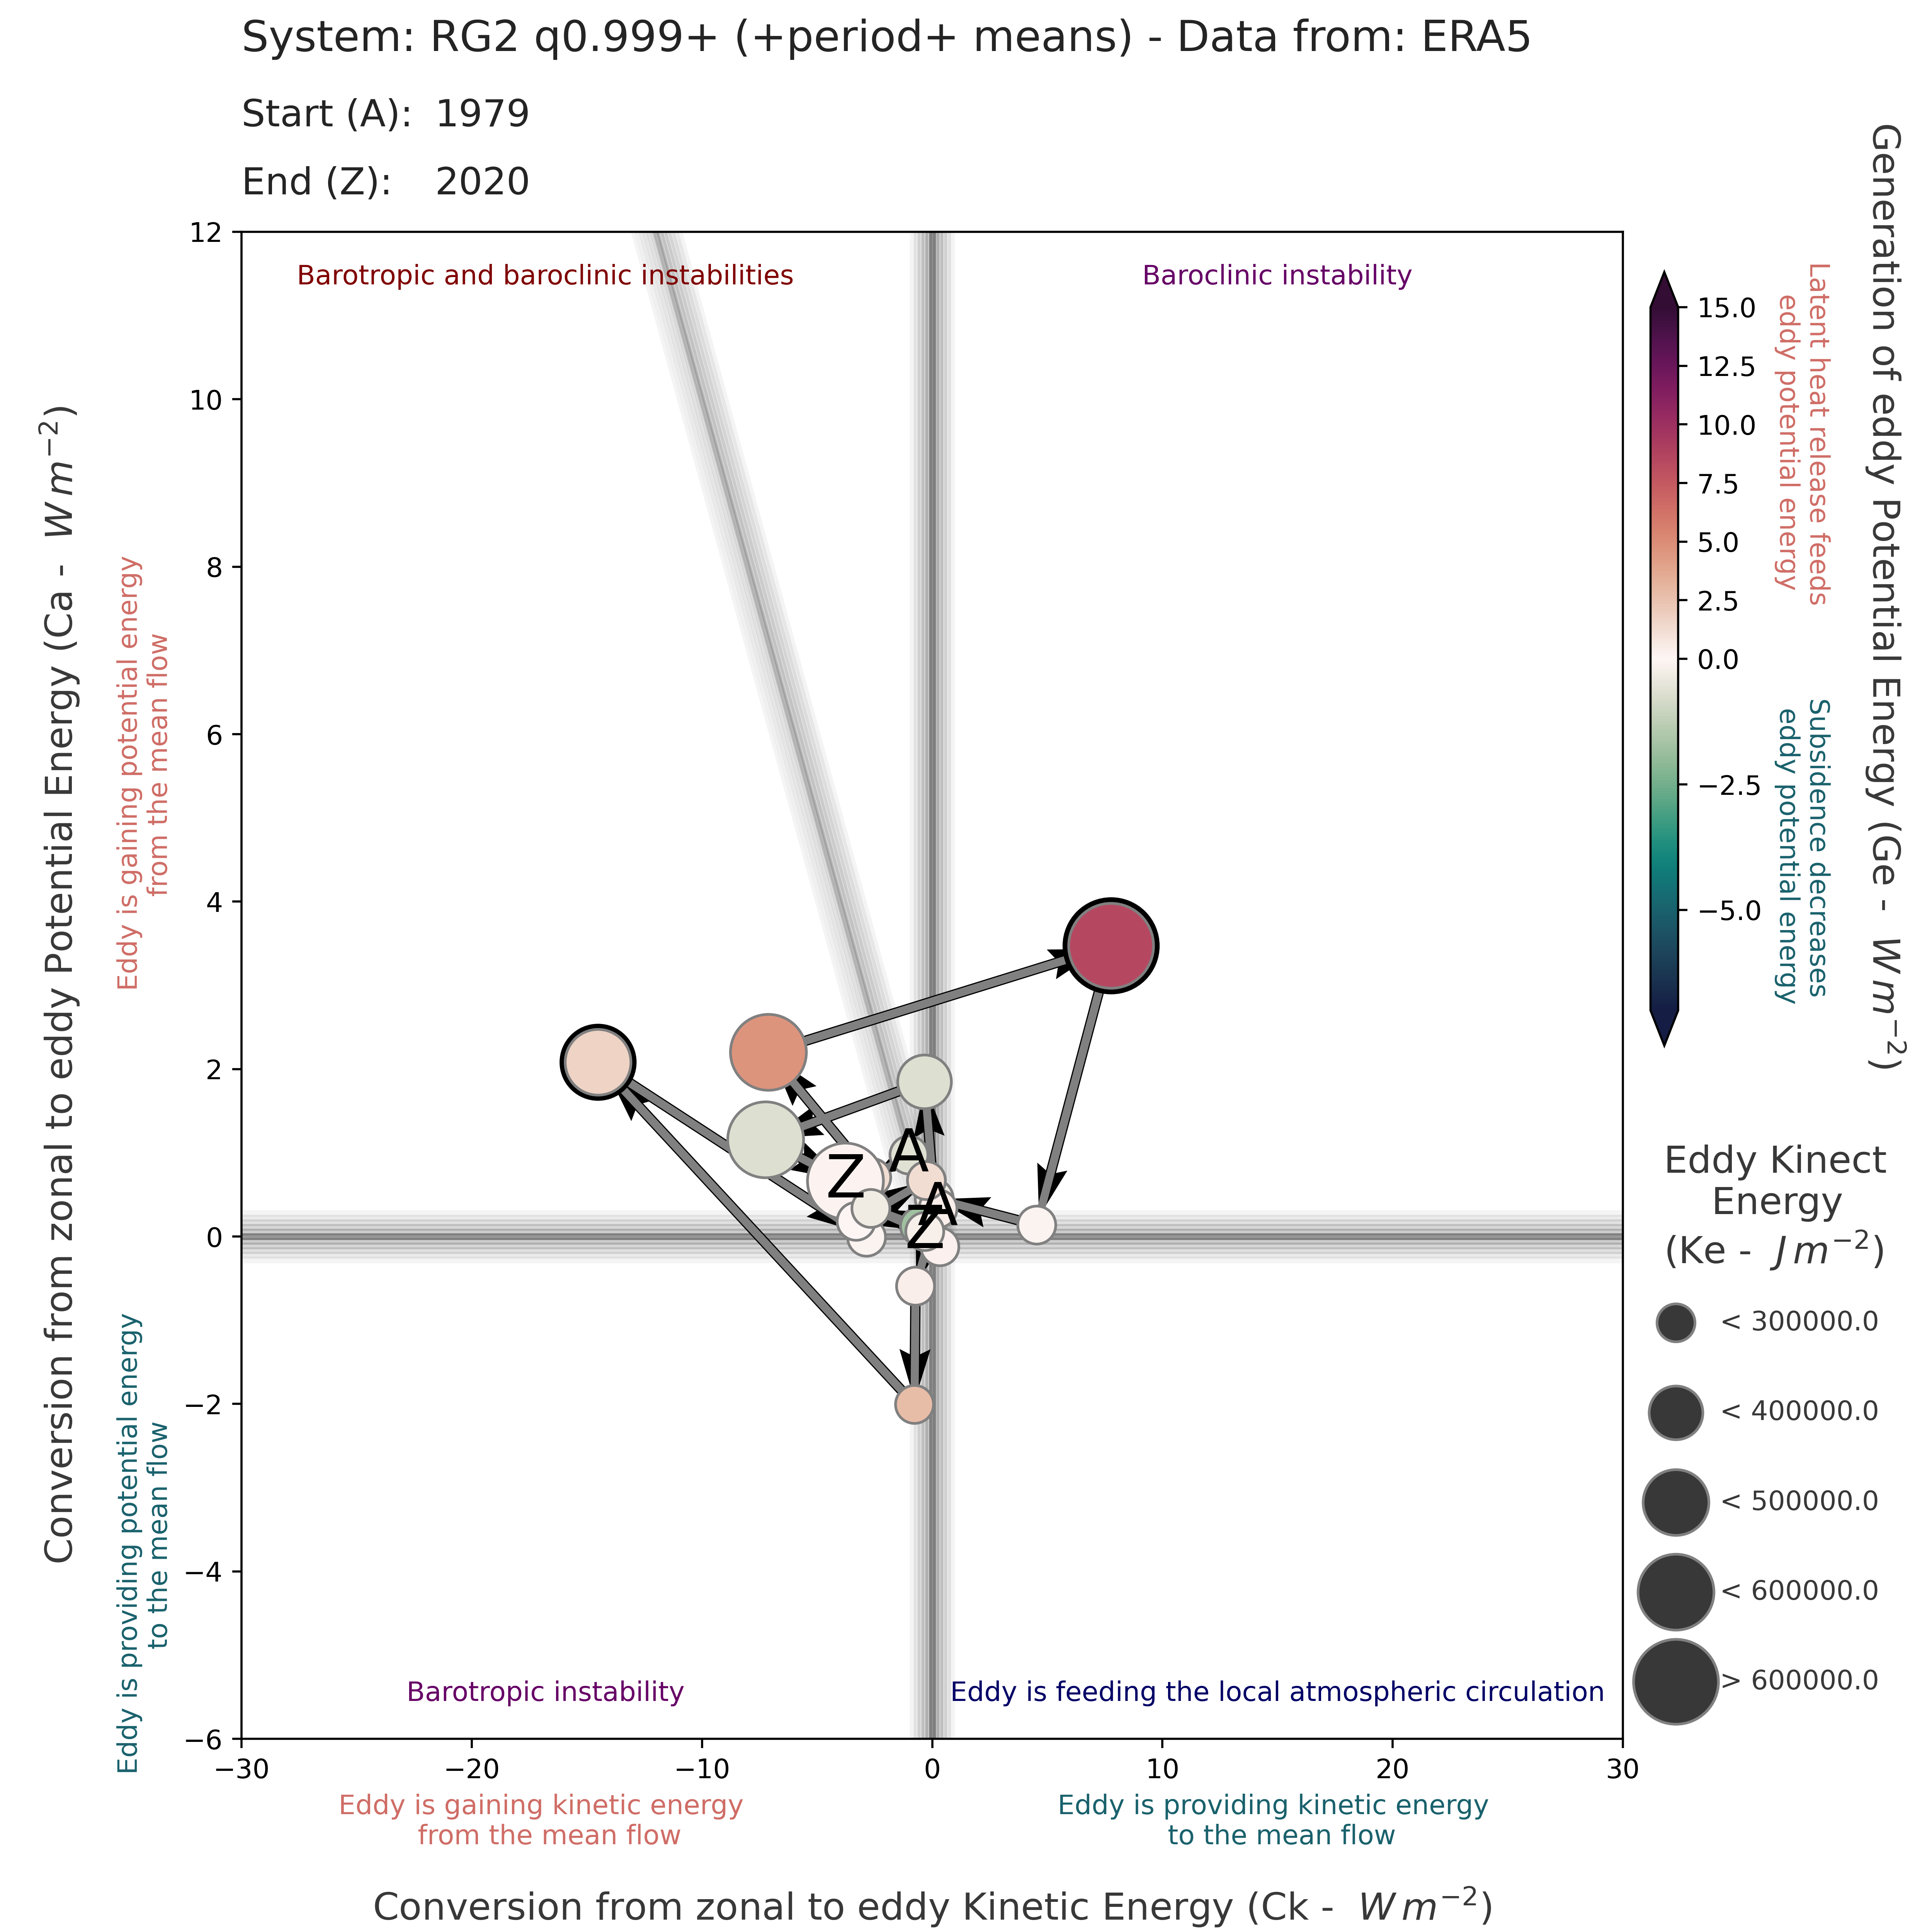 System: RG2 q0.999+ (+period+ means) - Data from: ERA5
Start (A): 1979
End (Z): 2020
Conversion from zonal to eddy Potential Energy (Ca - W m⁻²)
Eddy is gaining potential energy
from the mean flow
Eddy is providing potential energy
to the mean flow
12
10
8
6
4
2
0
−2
−4
−6
Barotropic and baroclinic instabilities
Baroclinic instability
A
Z
A
Z
Barotropic instability
Eddy is feeding the local atmospheric circulation
−30
−20
−10
0
10
20
30
Eddy is gaining kinetic energy
from the mean flow
Eddy is providing kinetic energy
to the mean flow
Conversion from zonal to eddy Kinetic Energy (Ck - W m⁻²)
15.0
12.5
10.0
7.5
5.0
2.5
0.0
−2.5
−5.0
Latent heat release feeds
eddy potential energy
Subsidence decreases
eddy potential energy
Generation of eddy Potential Energy (Ge - W m⁻²)
Eddy Kinect
Energy
(Ke - J m⁻²)
< 300000.0
< 400000.0
< 500000.0
< 600000.0
> 600000.0